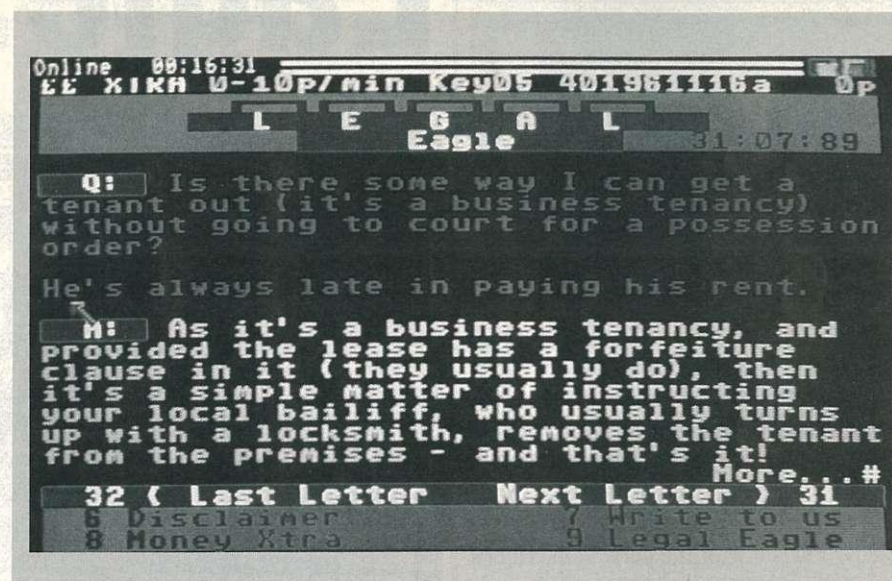 Online 00:16:31
XIKA 0-10p/min Key05 401961116a 0p
L E G A L
Eagle 31:07:89
Q: Is there some way I can get a
tenant out (it's a business tenancy)
without going to court for a possession
order?
He's always late in paying his rent.
M: As it's a business tenancy, and
provided the lease has a forfeiture
clause in it (they usually do), then
it's a simple matter of instructing
your local bailiff, who usually turns
up with a locksmith, removes the tenant
from the premises - and that's it!
More...#
32 ( Last Letter Next Letter ) 31
6 Disclaimer 7 Write to us
8 Money Xtra 9 Legal Eagle